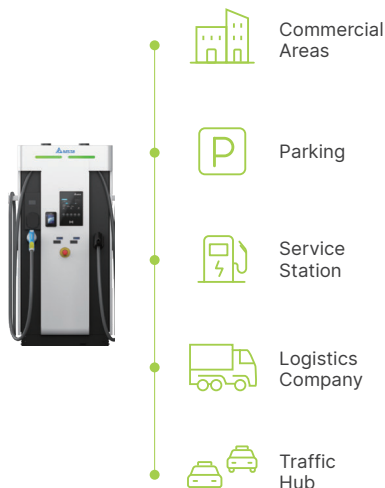 Commercial
Areas
P
Parking
Service
Station
Logistics
Company
Traffic
Hub